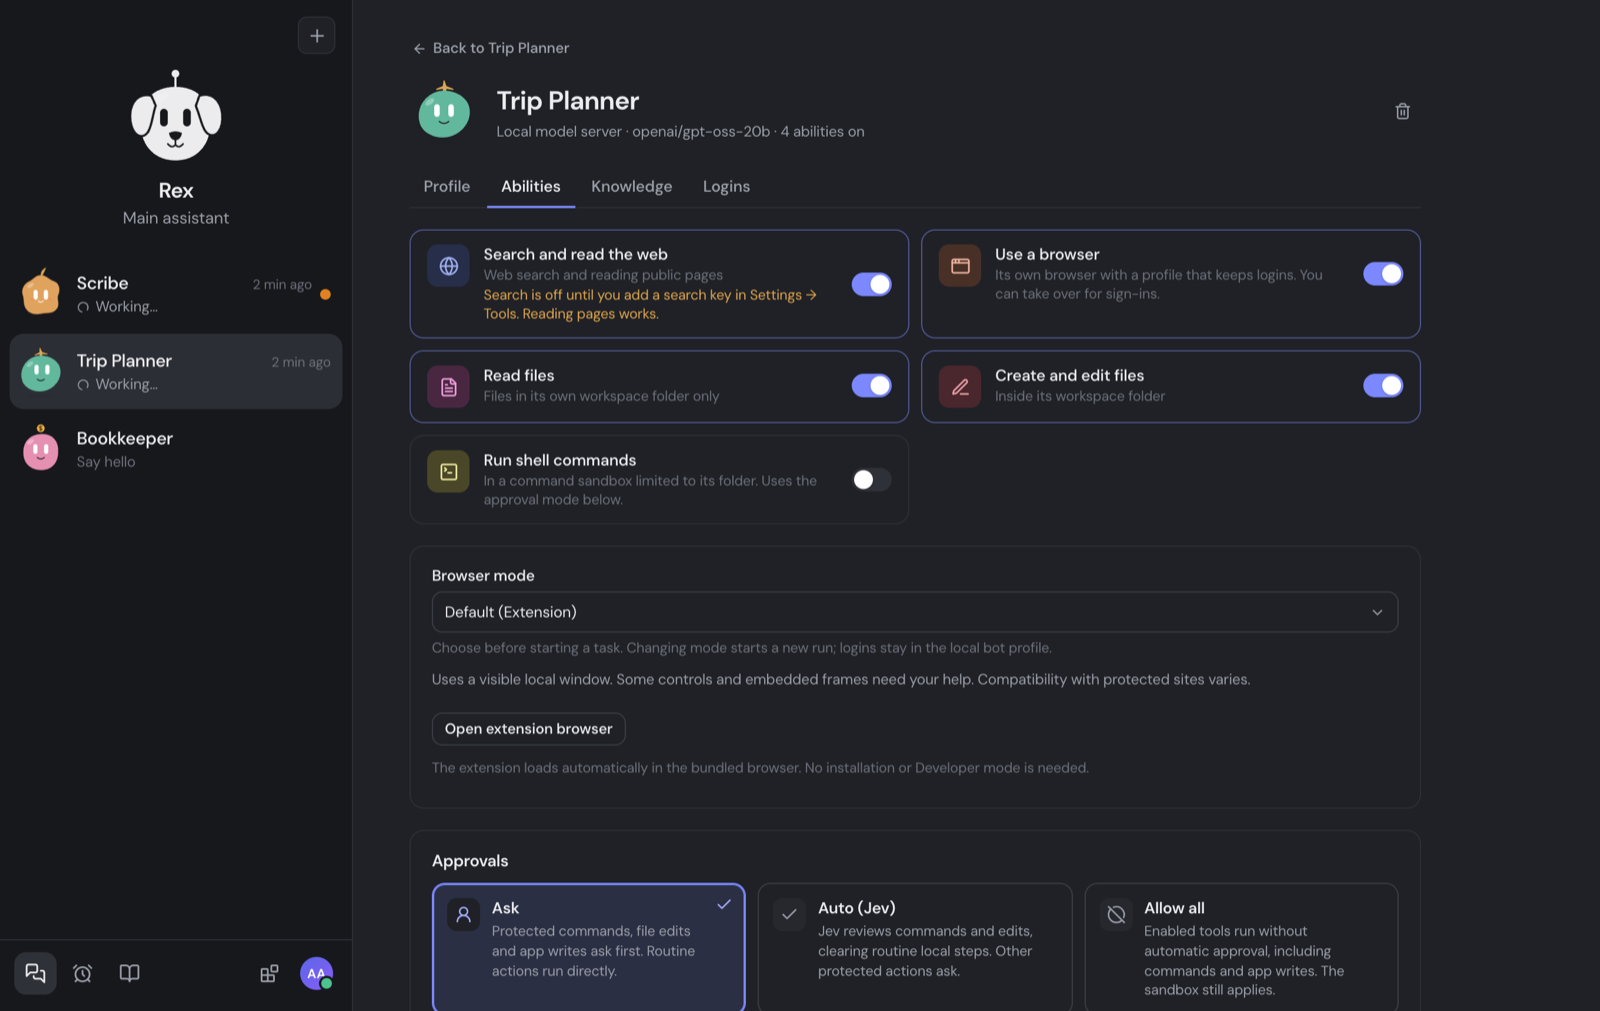 Rex
Main assistant
Scribe
2 min ago
Working...
Trip Planner
2 min ago
Working...
Bookkeeper
Say hello
AA
Back to Trip Planner
Trip Planner
Local model server · openai/gpt-oss-20b · 4 abilities on
Profile
Abilities
Knowledge
Logins
Search and read the web
Web search and reading public pages
Search is off until you add a search key in Settings →
Tools. Reading pages works.
Use a browser
Its own browser with a profile that keeps logins. You
can take over for sign-ins.
Read files
Files in its own workspace folder only
Create and edit files
Inside its workspace folder
Run shell commands
In a command sandbox limited to its folder. Uses the
approval mode below.
Browser mode
Default (Extension)
Choose before starting a task. Changing mode starts a new run; logins stay in the local bot profile.
Uses a visible local window. Some controls and embedded frames need your help. Compatibility with protected sites varies.
Open extension browser
The extension loads automatically in the bundled browser. No installation or Developer mode is needed.
Approvals
Ask
Protected commands, file edits
and app writes ask first. Routine
actions run directly.
Auto (Jev)
Jev reviews commands and edits,
clearing routine local steps. Other
protected actions ask.
Allow all
Enabled tools run without
automatic approval, including
commands and app writes. The
sandbox still applies.